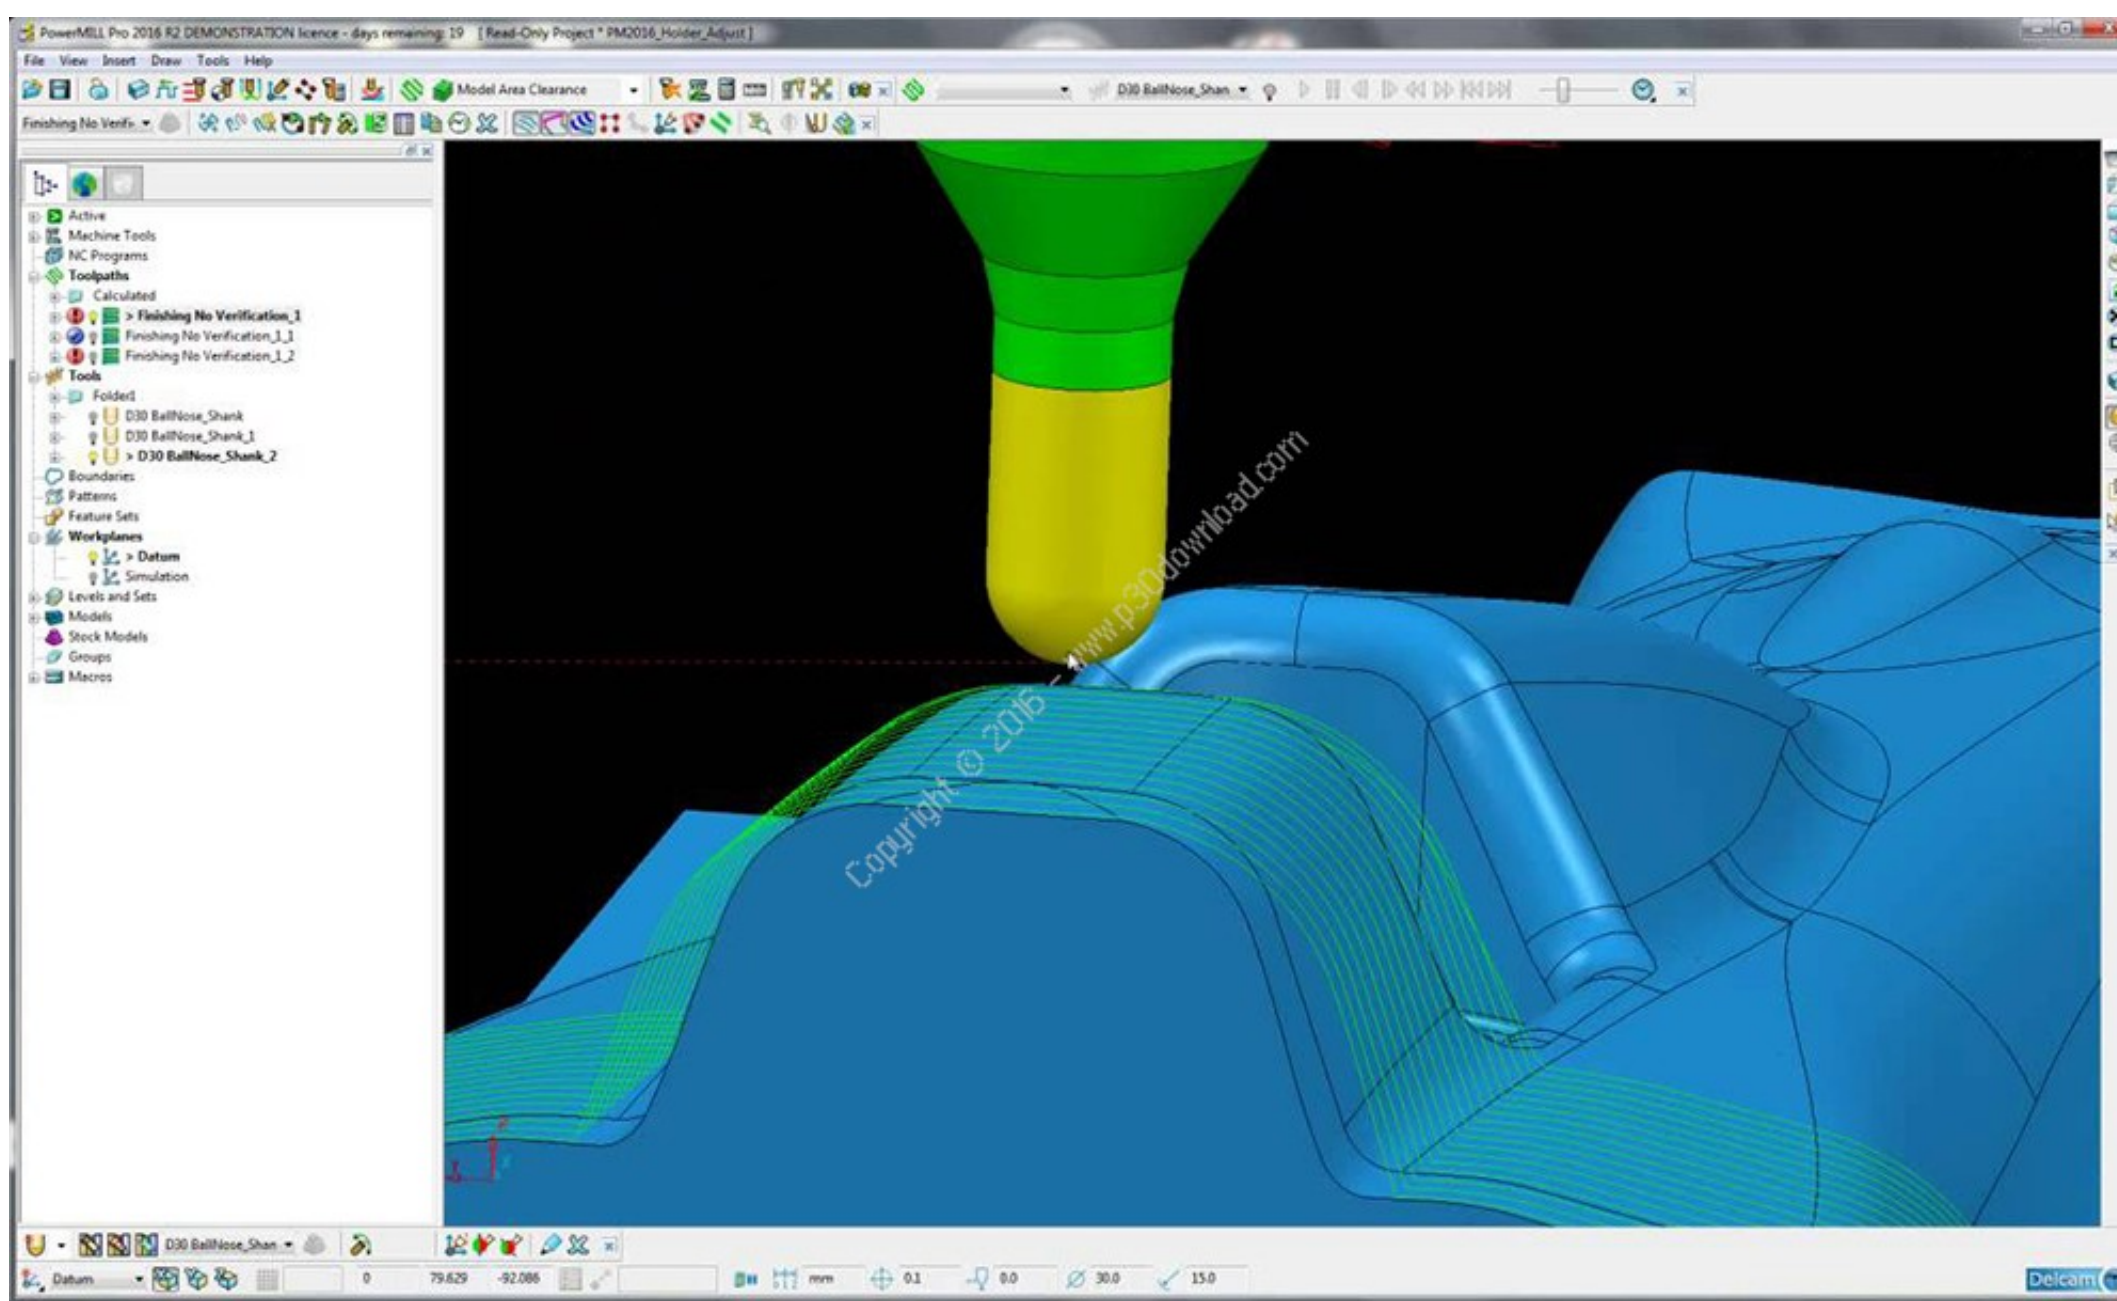 PowerMILL Pro 2016 R2 DEMONSTRATION licence - days remaining: 19 [Read-Only Project * PM2016_Holder_Adjust]
File View Insert Draw Tools Help
Model Area Clearance
D30 BallNose_Shan
Finishing No Verifi
Active
Machine Tools
NC Programs
Toolpaths
Calculated
> Finishing No Verification_1
Finishing No Verification_1_1
Finishing No Verification_1_2
Tools
Folder1
D30 BallNose_Shank
D30 BallNose_Shank_1
> D30 BallNose_Shank_2
Boundaries
Patterns
Feature Sets
Workplanes
> Datum
Simulation
Levels and Sets
Models
Stock Models
Groups
Macros
Copyright © 2016 - www.p30download.com
D30 BallNose_Shan
Datum 0 79.629 -92.086 mm 0.1 0.0 30.0 15.0
Delcam